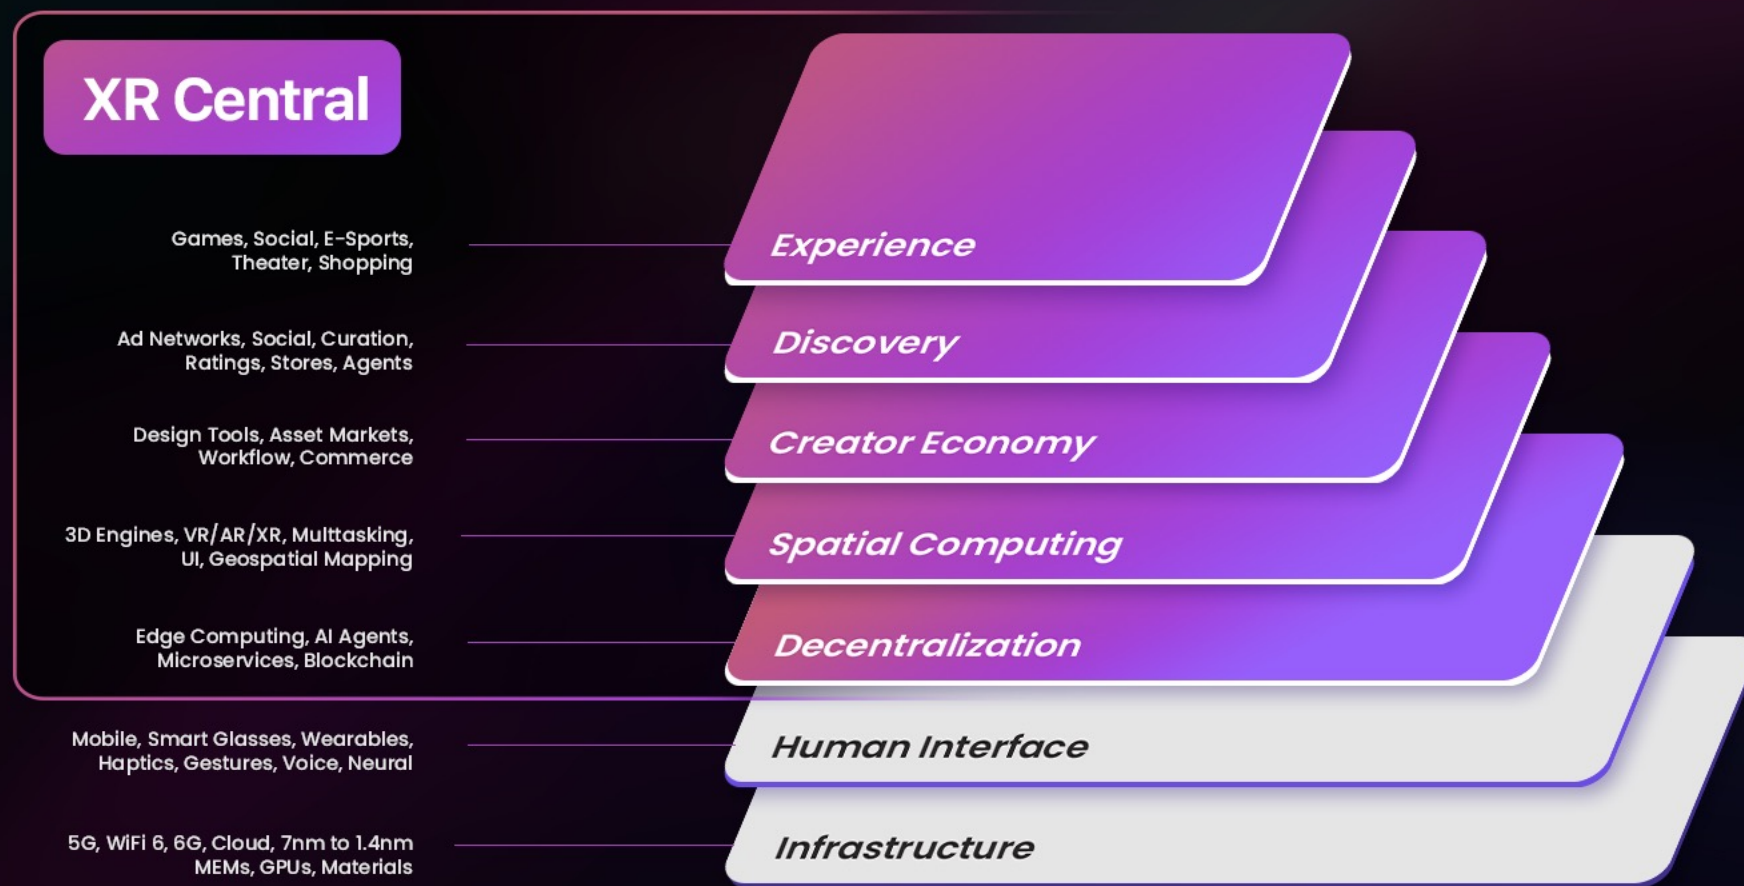 XR Central
Games, Social, E-Sports,
Theater, Shopping
Experience
Ad Networks, Social, Curation,
Ratings, Stores, Agents
Discovery
Design Tools, Asset Markets,
Workflow, Commerce
Creator Economy
3D Engines, VR/AR/XR, Multtasking,
UI, Geospatial Mapping
Spatial Computing
Edge Computing, AI Agents,
Microservices, Blockchain
Decentralization
Mobile, Smart Glasses, Wearables,
Haptics, Gestures, Voice, Neural
Human Interface
5G, WiFi 6, 6G, Cloud, 7nm to 1.4nm
MEMs, GPUs, Materials
Infrastructure